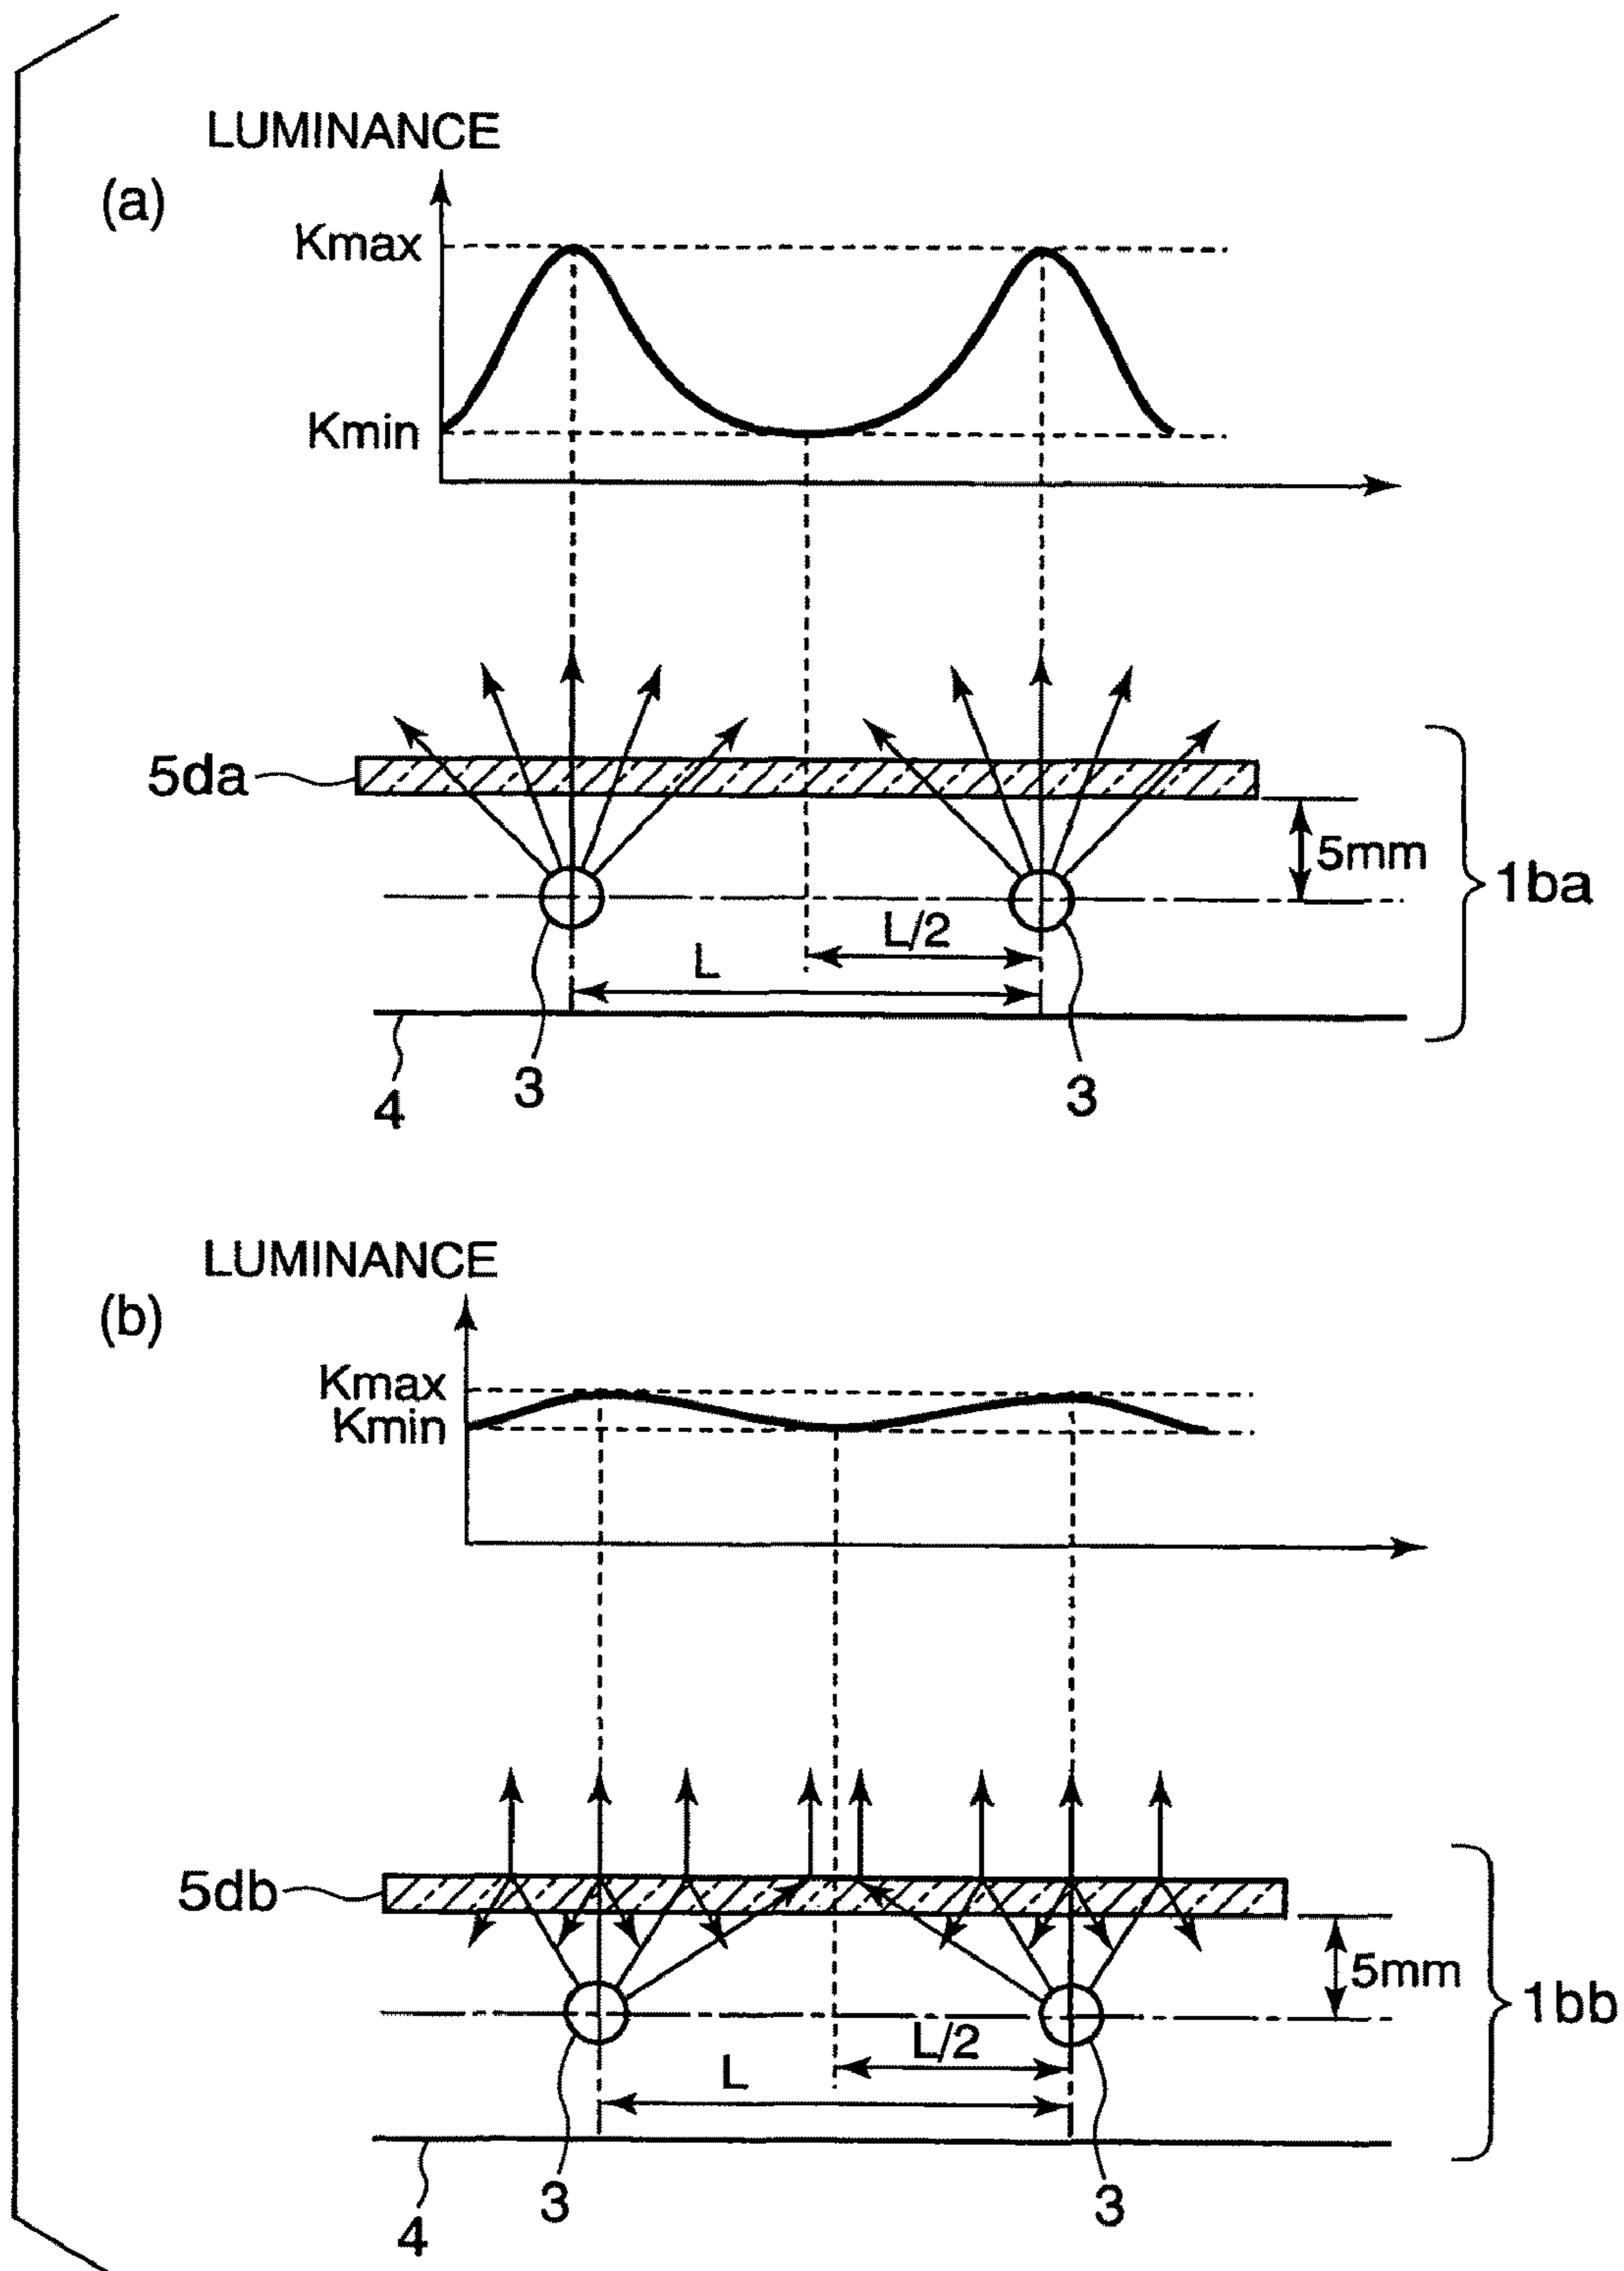 LUMINANCE
(a)
Kmax
Kmin
5da
5mm
1ba
L/2
L
3
3
4
LUMINANCE
(b)
Kmax
Kmin
5db
5mm
1bb
L/2
L
3
3
4